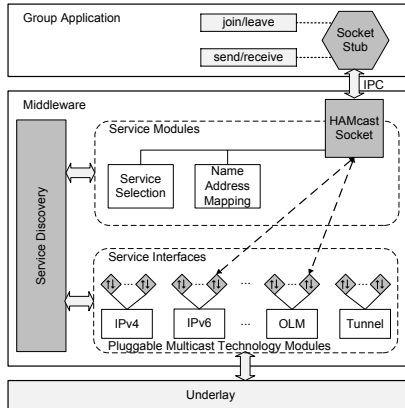 Group Application
join/leave
send/receive
Socket
Stub
IPC
Middleware
HAMcast
Socket
Service Modules
Service
Selection
Name
Address
Mapping
Service Discovery
Service Interfaces
... ... ... ... ...
IPv4
IPv6
...
OLM
Tunnel
Pluggable Multicast Technology Modules
Underlay